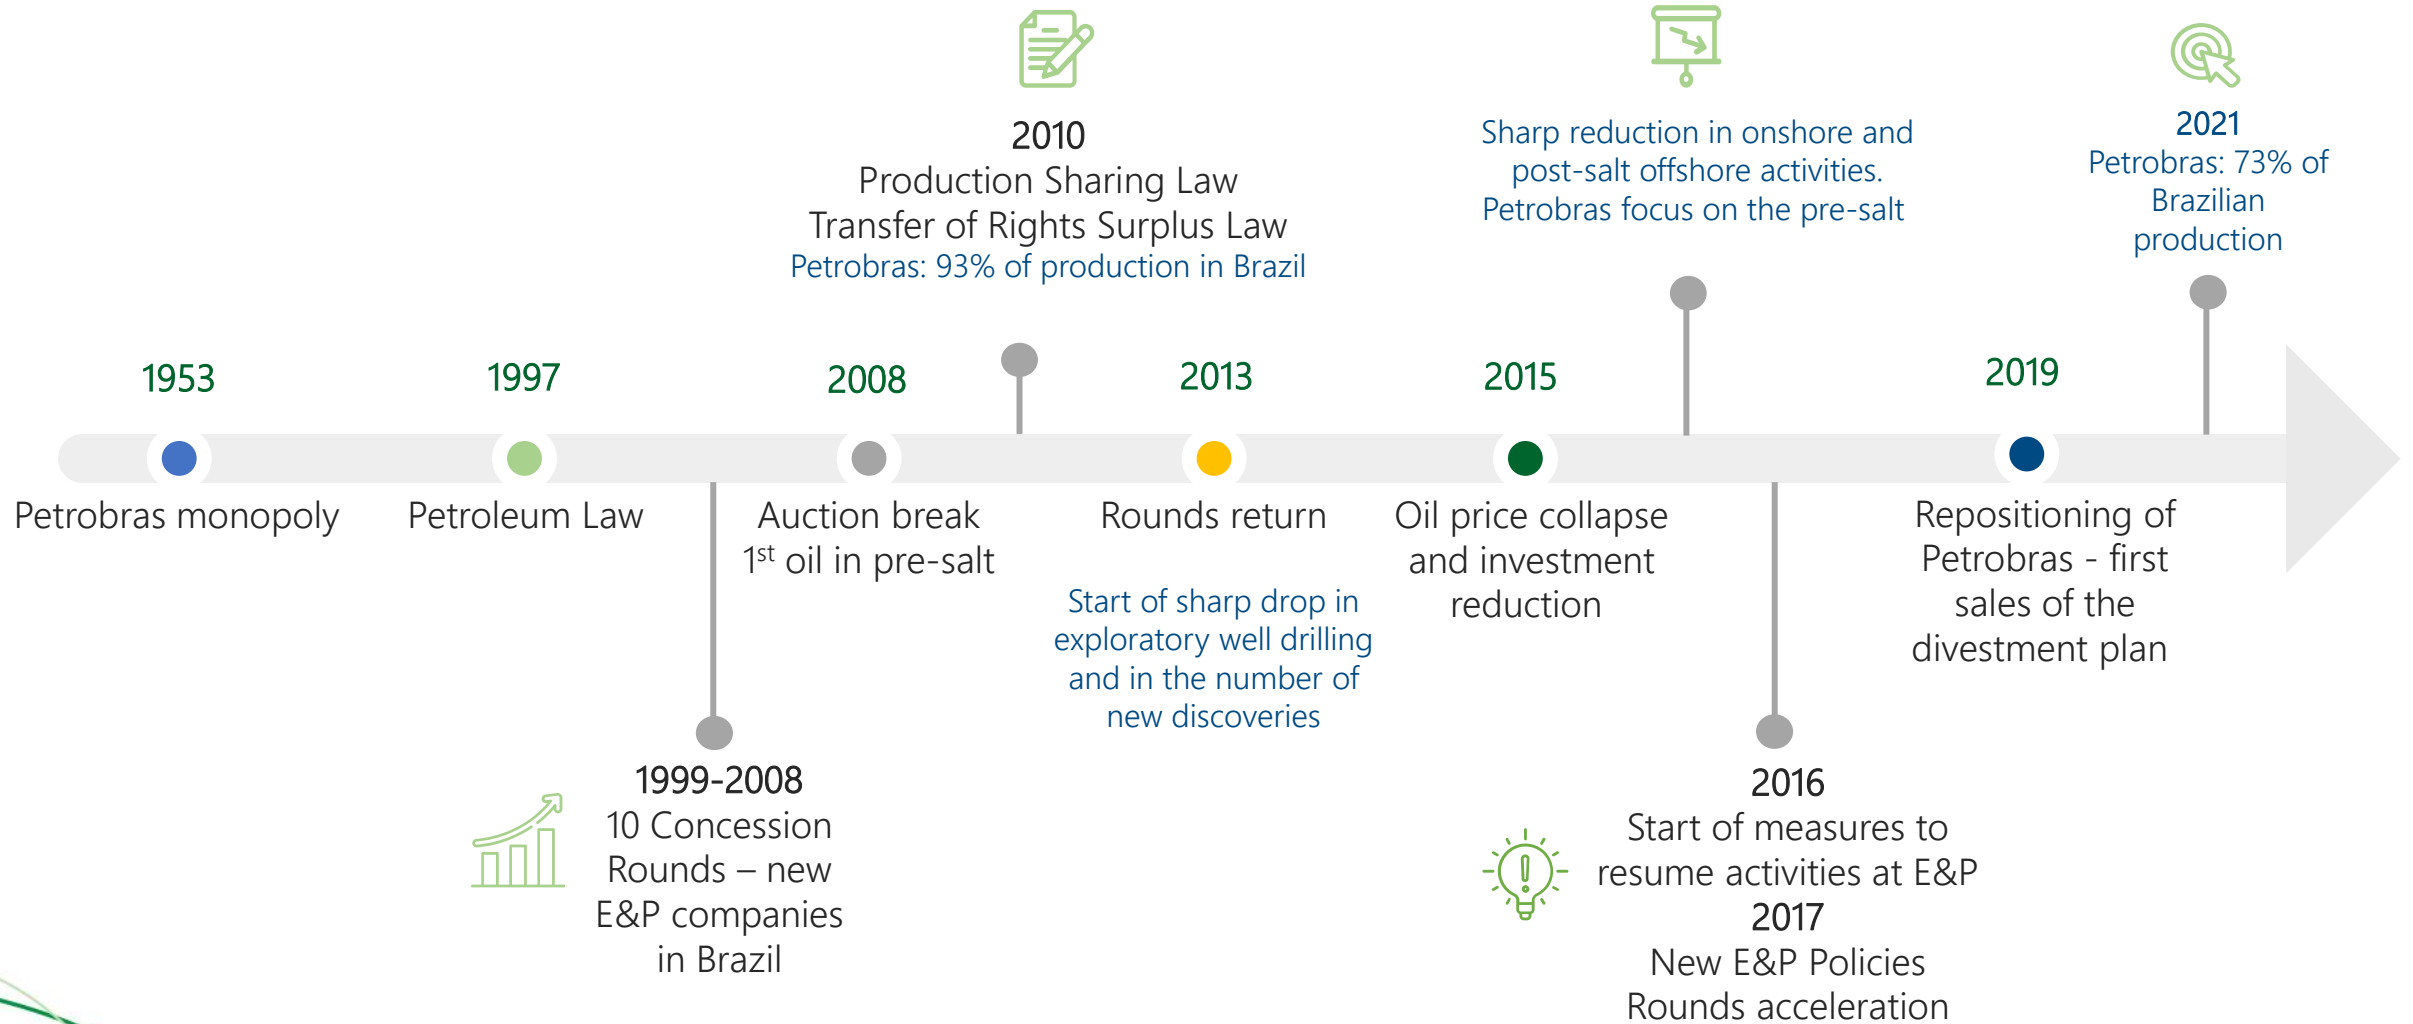 2010
Production Sharing Law
Transfer of Rights Surplus Law
Petrobras: 93% of production in Brazil
Sharp reduction in onshore and
post-salt offshore activities.
Petrobras focus on the pre-salt
2021
Petrobras: 73% of
Brazilian
production
1953
Petrobras monopoly
1997
Petroleum Law
2008
Auction break
1st oil in pre-salt
2013
Rounds return
Start of sharp drop in
exploratory well drilling
and in the number of
new discoveries
2015
Oil price collapse
and investment
reduction
2019
Repositioning of
Petrobras - first
sales of the
divestment plan
1999-2008
10 Concession
Rounds – new
E&P companies
in Brazil
2016
Start of measures to
resume activities at E&P
2017
New E&P Policies
Rounds acceleration